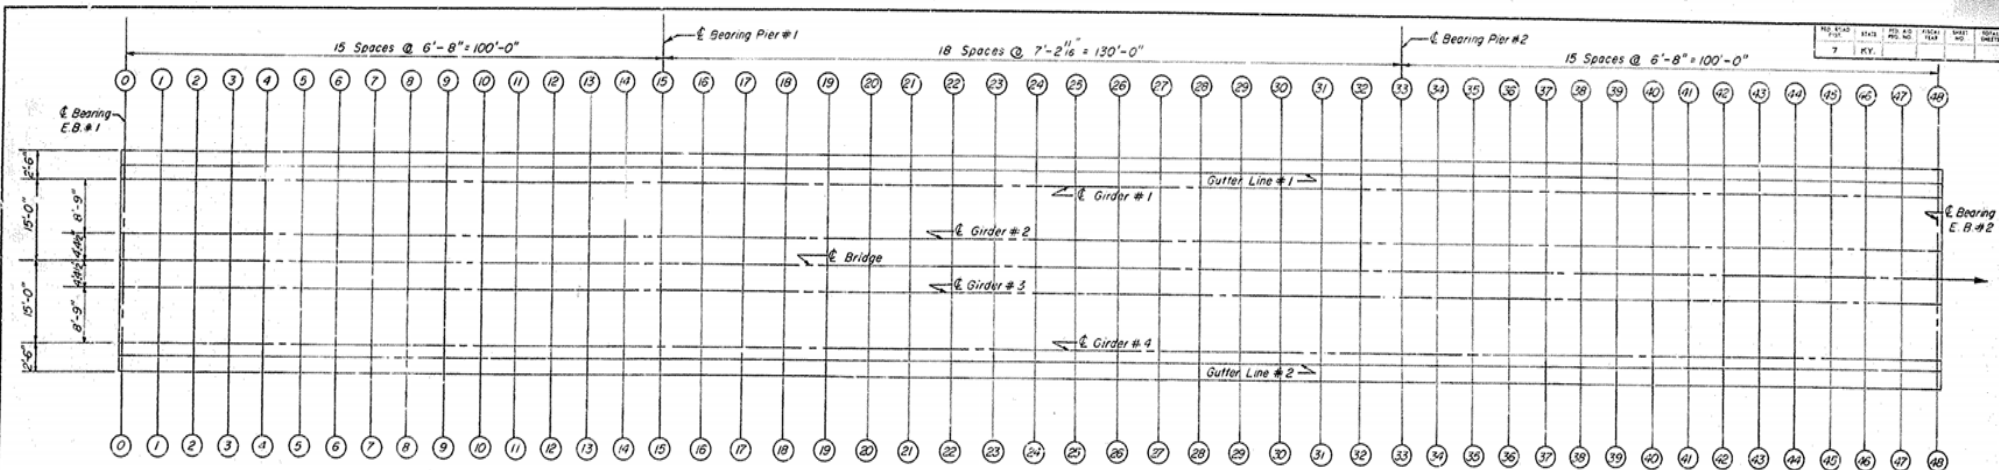 15 Spaces @ 6'-8" = 100'-0"
℄ Bearing Pier #1
18 Spaces @ 7'-2 11/16" = 130'-0"
℄ Bearing Pier #2
15 Spaces @ 6'-8" = 100'-0"
STATE
7 KY.
0 1 2 3 4 5 6 7 8 9 10 11 12 13 14 15 16 17 18 19 20 21 22 23 24 25 26 27 28 29 30 31 32 33 34 35 36 37 38 39 40 41 42 43 44 45 46 47 48
℄ Bearing
E.B. #1
2'-6"
15'-0"
8'-9"
4'-4½"
4'-4½"
15'-0"
8'-9"
2'-6"
Gutter Line #1
℄ Girder #1
℄ Girder #2
℄ Bridge
℄ Girder #3
℄ Girder #4
Gutter Line #2
℄ Bearing
E.B. #2
0 1 2 3 4 5 6 7 8 9 10 11 12 13 14 15 16 17 18 19 20 21 22 23 24 25 26 27 28 29 30 31 32 33 34 35 36 37 38 39 40 41 42 43 44 45 46 47 48